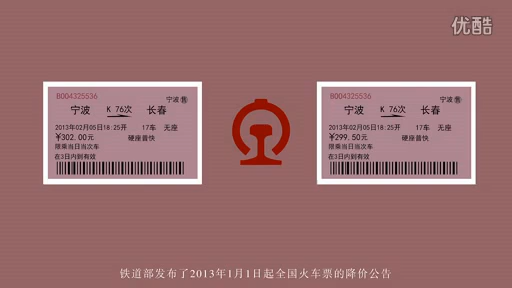 优酷
B004325536
宁波售
宁波 K 76次 长春
2013年02月05日18:25开 17车 无座
¥302.00元 硬座普快
限乘当日当次车
在3日内到有效
B004325536
宁波售
宁波 K 76次 长春
2013年02月05日18:25开 17车 无座
¥299.50元 硬座普快
限乘当日当次车
在3日内到有效
铁道部发布了2013年1月1日起全国火车票的降价公告